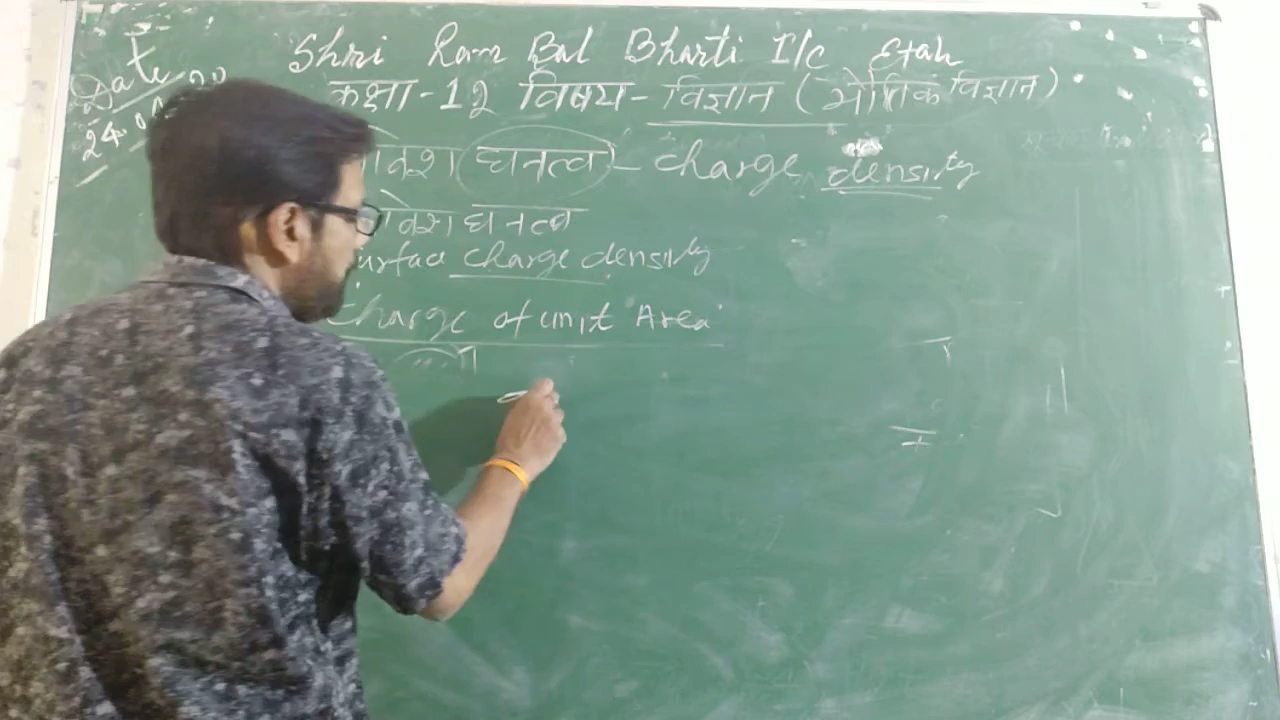 Date
Shri Ram Bal Bharti I/c Etah
कक्षा-12 विषय- विज्ञान (भौतिक विज्ञान)
24.0
घनत्व - charge density
घनत्व
urface charge density
Charge of unit Area